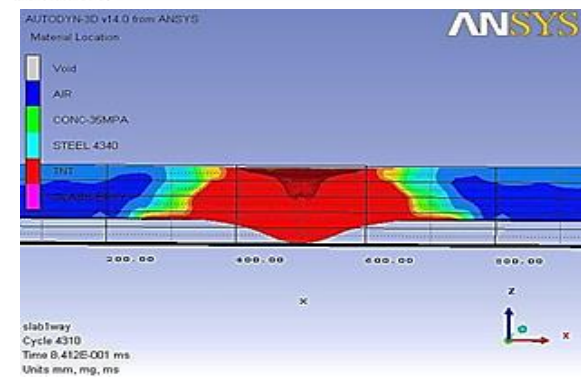 AUTODYN-3D v14.0 from ANSYS
Material Location
ANSYS
Void
AIR
CONC-35MPA
STEEL 4340
TNT
200.00
400.00
600.00
800.00
x
z
x
slab1way
Cycle 4310
Time 8.412E-001 ms
Units mm, mg, ms